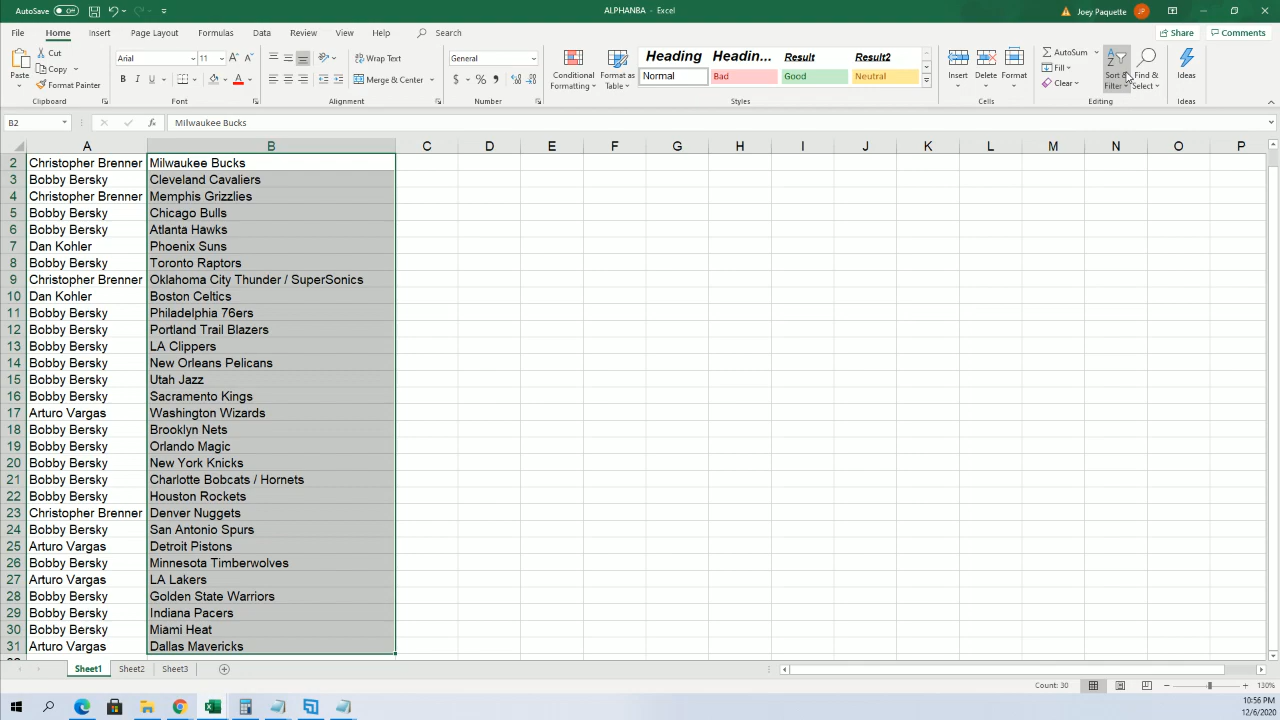 AutoSave Off ALPHANBA - Excel Joey Paquette JP
File Home Insert Page Layout Formulas Data Review View Help Search Share Comments
Paste Cut Copy Format Painter Clipboard
Arial 11 A A B I U A Font
Wrap Text Merge & Center Alignment
General $ % , Number
Conditional Formatting Format as Table
Heading Headin... Result Result2
Normal Bad Good Neutral
Styles
Insert Delete Format Cells
AutoSum Fill Clear Sort & Filter Find & Select Editing
Ideas Ideas
B2 fx Milwaukee Bucks
A B C D E F G H I J K L M N O P
2 Christopher Brenner Milwaukee Bucks
3 Bobby Bersky Cleveland Cavaliers
4 Christopher Brenner Memphis Grizzlies
5 Bobby Bersky Chicago Bulls
6 Bobby Bersky Atlanta Hawks
7 Dan Kohler Phoenix Suns
8 Bobby Bersky Toronto Raptors
9 Christopher Brenner Oklahoma City Thunder / SuperSonics
10 Dan Kohler Boston Celtics
11 Bobby Bersky Philadelphia 76ers
12 Bobby Bersky Portland Trail Blazers
13 Bobby Bersky LA Clippers
14 Bobby Bersky New Orleans Pelicans
15 Bobby Bersky Utah Jazz
16 Bobby Bersky Sacramento Kings
17 Arturo Vargas Washington Wizards
18 Bobby Bersky Brooklyn Nets
19 Bobby Bersky Orlando Magic
20 Bobby Bersky New York Knicks
21 Bobby Bersky Charlotte Bobcats / Hornets
22 Bobby Bersky Houston Rockets
23 Christopher Brenner Denver Nuggets
24 Bobby Bersky San Antonio Spurs
25 Arturo Vargas Detroit Pistons
26 Bobby Bersky Minnesota Timberwolves
27 Arturo Vargas LA Lakers
28 Bobby Bersky Golden State Warriors
29 Bobby Bersky Indiana Pacers
30 Bobby Bersky Miami Heat
31 Arturo Vargas Dallas Mavericks
Sheet1 Sheet2 Sheet3
Count: 30 130%
10:56 PM
12/6/2020